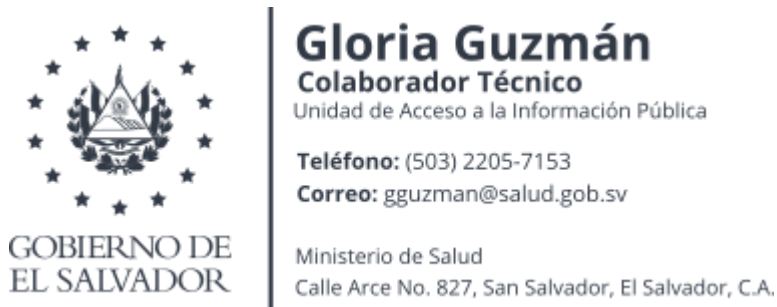 GOBIERNO DE
EL SALVADOR
Gloria Guzmán
Colaborador Técnico
Unidad de Acceso a la Información Pública
Teléfono: (503) 2205-7153
Correo: gguzman@salud.gob.sv
Ministerio de Salud
Calle Arce No. 827, San Salvador, El Salvador, C.A.